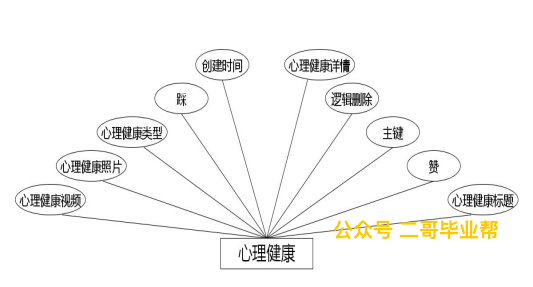 创建时间
心理健康详情
踩
逻辑删除
心理健康类型
主键
心理健康照片
赞
心理健康视频
心理健康标题
公众号 二哥毕业帮
心理健康